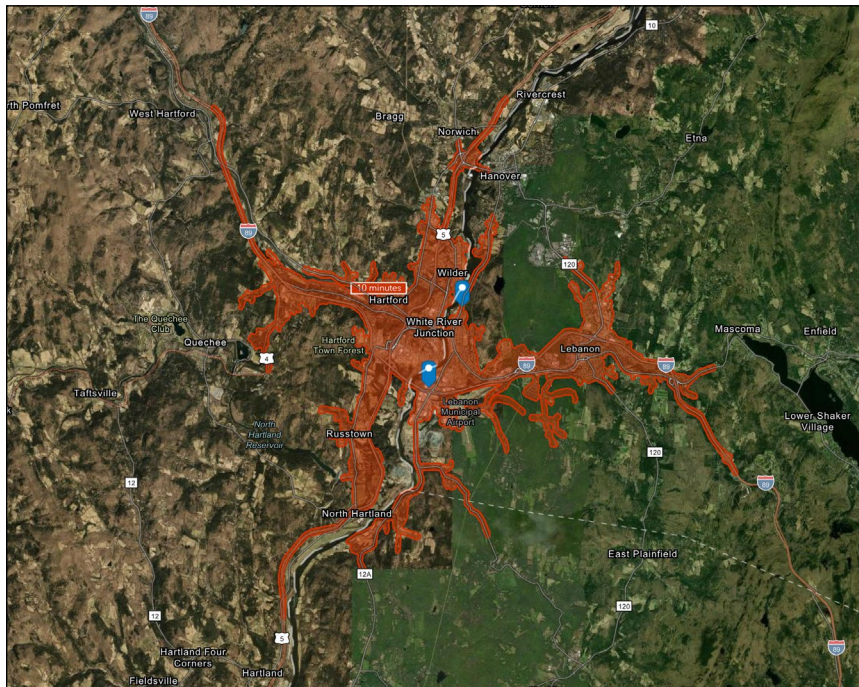 89
10
rth Pomfret
West Hartford
Bragg
Rivercrest
Norwich
Etna
Hanover
89
5
120
Wilder
10 minutes
Hartford
The Quechee
Club
White River
Junction
Mascoma
Enfield
Quechee
Hartford
Town Forest
4
Lebanon
89
89
Taftsville
k
Lebanon
Municipal
Airport
Lower Shaker
Village
North
Hartland
Reservoir
Russtown
120
12
89
North Hartland
East Plainfield
12A
12
120
5
Hartland Four
Corners
89
Hartland
Fieldsville